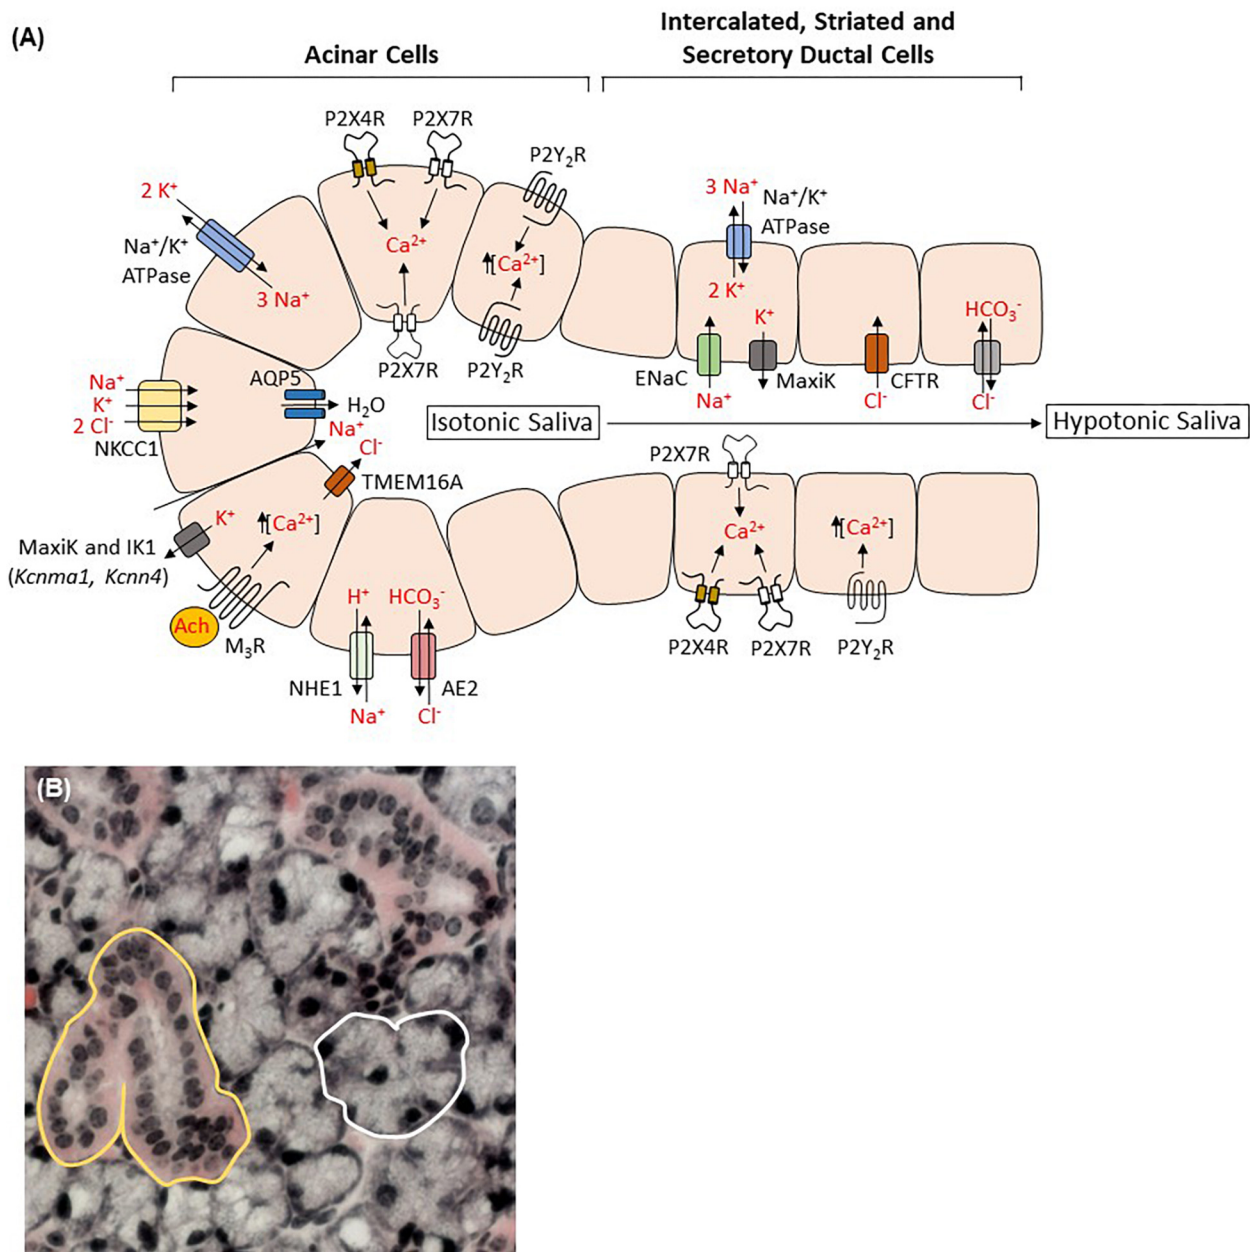 (A)
Acinar Cells
Intercalated, Striated and
Secretory Ductal Cells
P2X4R
P2X7R
P2Y₂R
2 K⁺
Na⁺/K⁺
ATPase
3 Na⁺
Ca²⁺
[Ca²⁺]
P2X7R
P2Y₂R
3 Na⁺
Na⁺/K⁺
ATPase
2 K⁺
K⁺
HCO₃⁻
ENaC
MaxiK
CFTR
Na⁺
Cl⁻
Cl⁻
Na⁺
K⁺
2 Cl⁻
NKCC1
AQP5
H₂O
Na⁺
Cl⁻
TMEM16A
Isotonic Saliva
Hypotonic Saliva
K⁺
[Ca²⁺]
MaxiK and IK1
(Kcnma1, Kcnn4)
Ach
M₃R
H⁺
HCO₃⁻
NHE1
AE2
Na⁺
Cl⁻
P2X7R
Ca²⁺
[Ca²⁺]
P2X4R
P2X7R
P2Y₂R
(B)